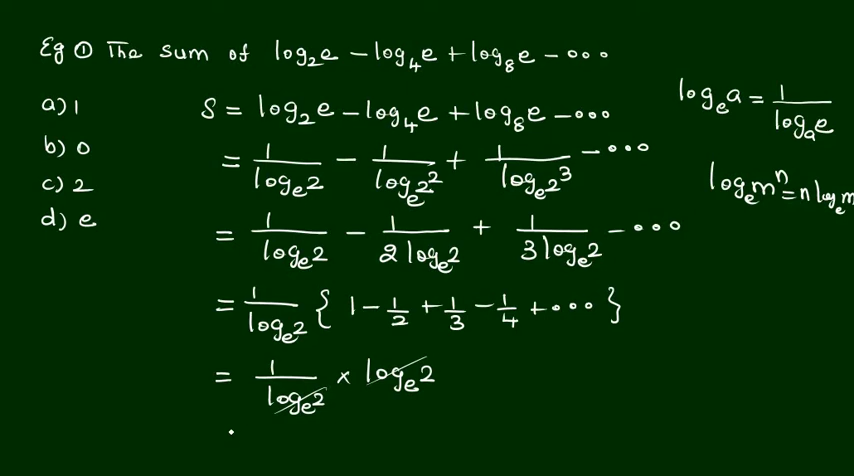 Eg ① The sum of log₂e − log₄e + log₈e − ∘∘∘
a) 1
b) 0
c) 2
d) e
S = log₂e − log₄e + log₈e − ∘∘∘
= 1/logₑ2 − 1/logₑ2² + 1/logₑ2³ − ∘∘∘
= 1/logₑ2 − 1/2logₑ2 + 1/3logₑ2 − ∘∘∘
= 1/logₑ2 { 1 − 1/2 + 1/3 − 1/4 + ∘∘∘ }
= 1/logₑ2 × logₑ2
logₑa = 1/logₐe
logₑmⁿ = n logₑm